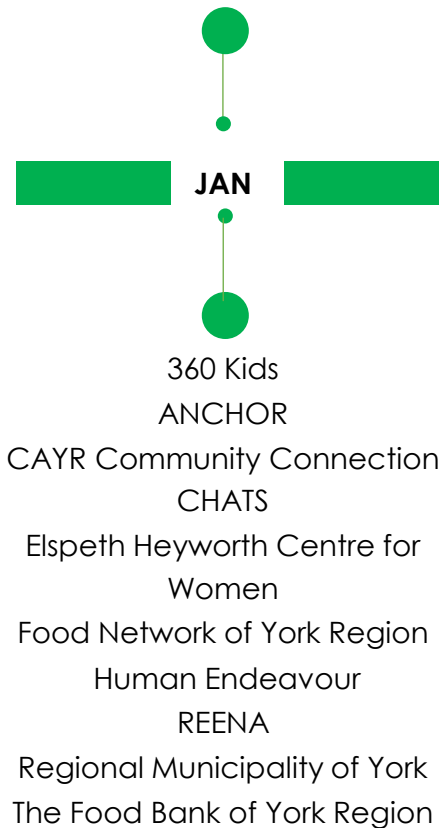 JAN
360 Kids
ANCHOR
CAYR Community Connection
CHATS
Elspeth Heyworth Centre for
Women
Food Network of York Region
Human Endeavour
REENA
Regional Municipality of York
The Food Bank of York Region